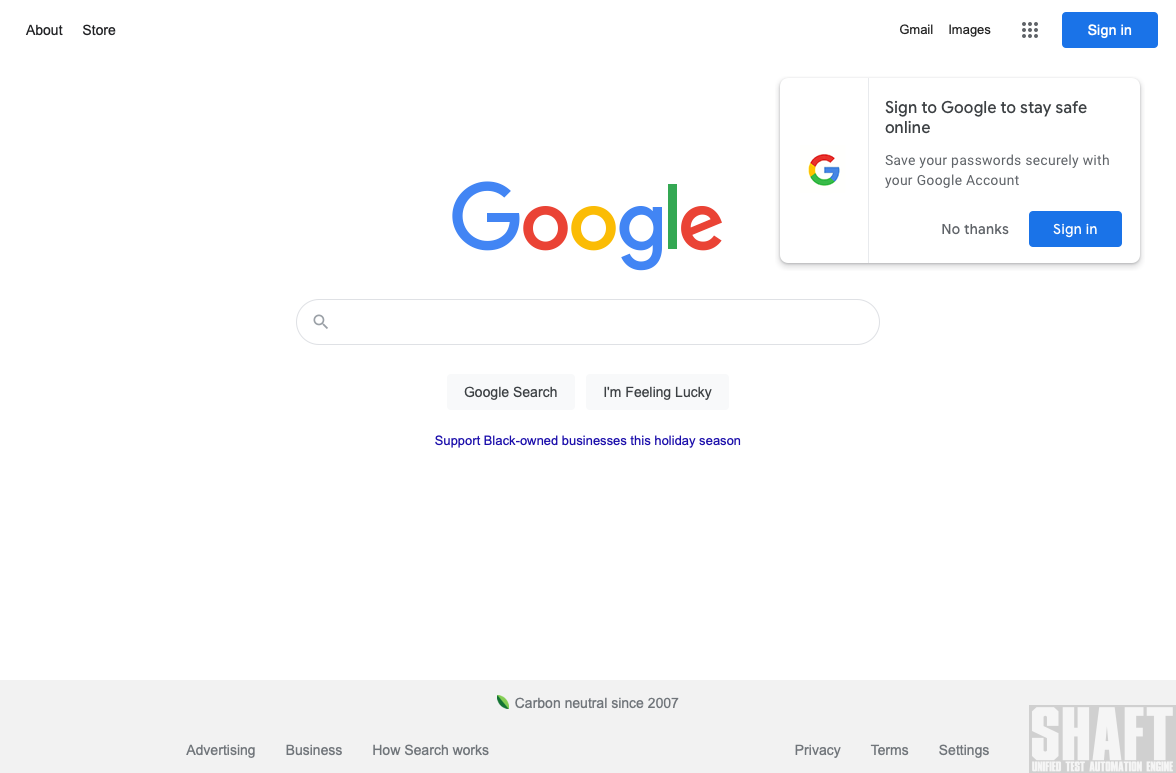 About Store
Gmail Images Sign in
Sign to Google to stay safe
online
Save your passwords securely with
your Google Account
No thanks Sign in
Google
Google Search I'm Feeling Lucky
Support Black-owned businesses this holiday season
Carbon neutral since 2007
Advertising Business How Search works
Privacy Terms Settings
SHAFT
UNIFIED TEST AUTOMATION ENGINE